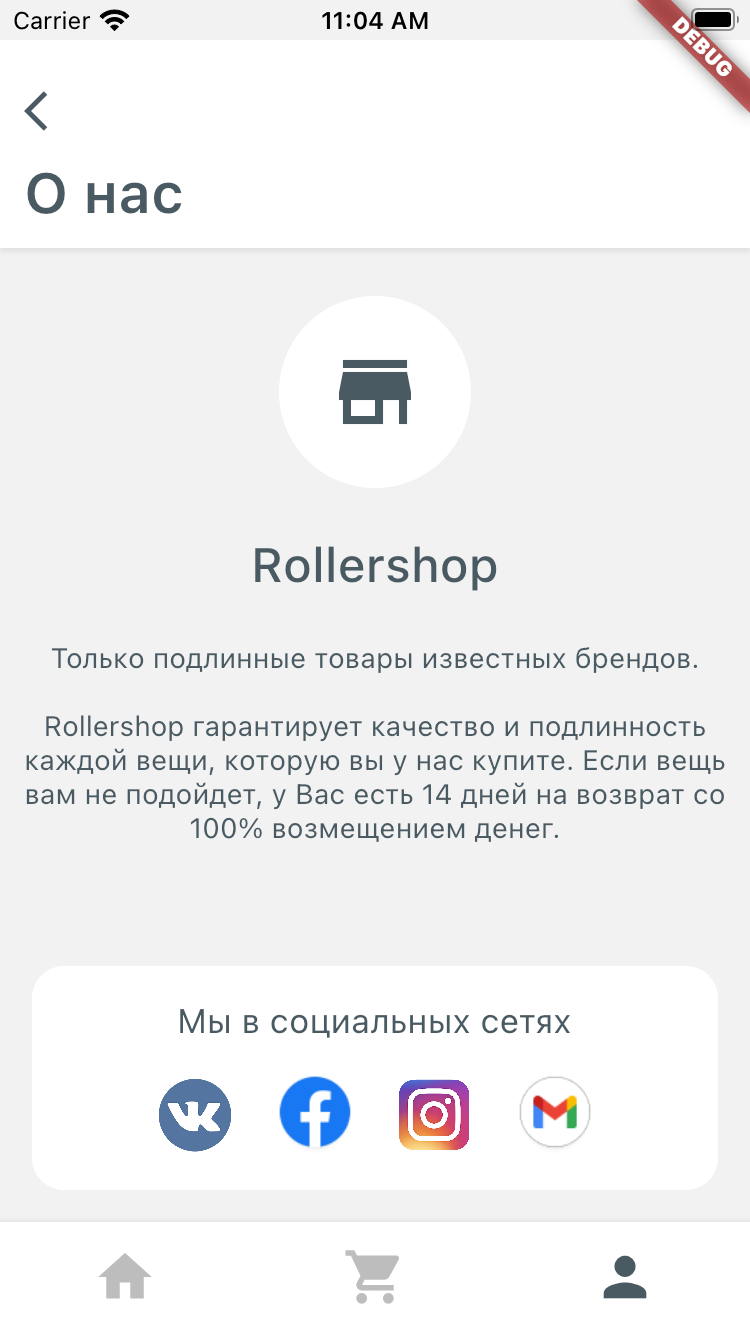 Carrier
11:04 AM
DEBUG
О нас
Rollershop
Только подлинные товары известных брендов.
Rollershop гарантирует качество и подлинность
каждой вещи, которую вы у нас купите. Если вещь
вам не подойдет, у Вас есть 14 дней на возврат со
100% возмещением денег.
Мы в социальных сетях